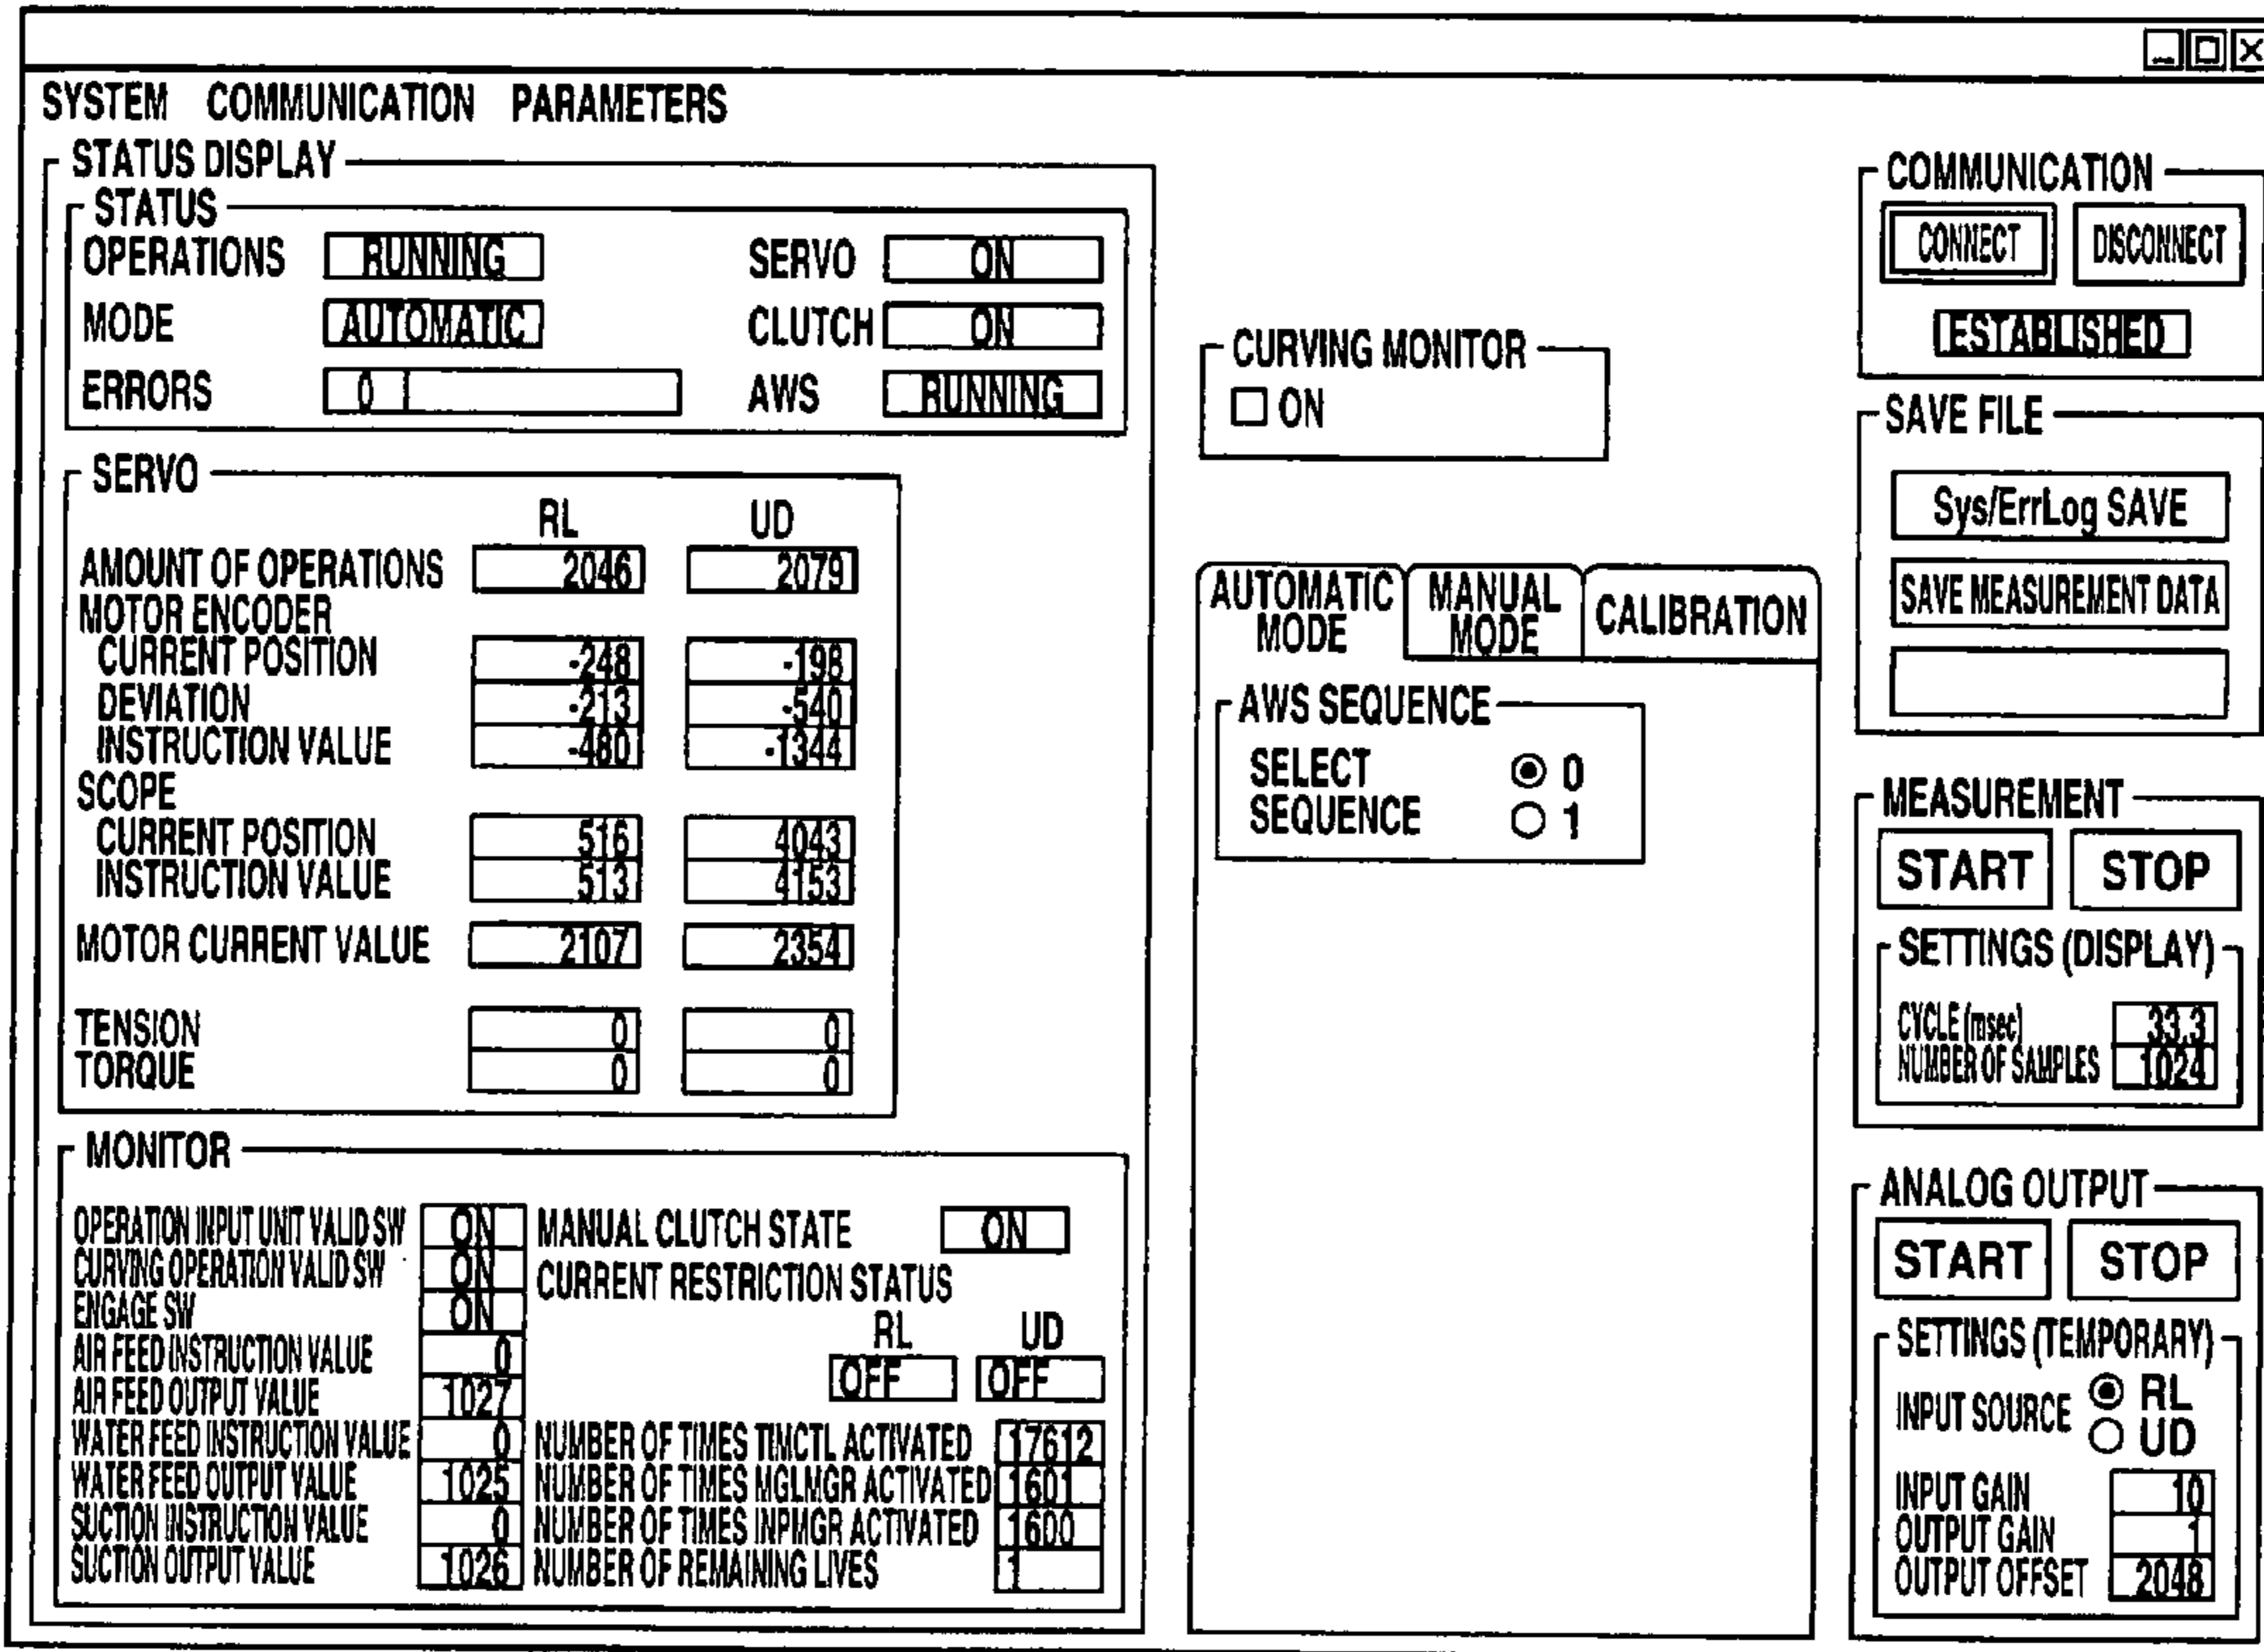 SYSTEM COMMUNICATION PARAMETERS
STATUS DISPLAY
STATUS
OPERATIONS RUNNING SERVO ON
MODE AUTOMATIC CLUTCH ON
ERRORS 0 AWS RUNNING
SERVO
RL UD
AMOUNT OF OPERATIONS 2046 2079
MOTOR ENCODER
CURRENT POSITION -248 -198
DEVIATION -213 -540
INSTRUCTION VALUE -480 -1344
SCOPE
CURRENT POSITION 516 4043
INSTRUCTION VALUE 513 4153
MOTOR CURRENT VALUE 2107 2354
TENSION 0 0
TORQUE 0 0
MONITOR
OPERATION INPUT UNIT VALID SW ON
CURVING OPERATION VALID SW ON
ENGAGE SW ON
AIR FEED INSTRUCTION VALUE 0
AIR FEED OUTPUT VALUE 1027
WATER FEED INSTRUCTION VALUE 0
WATER FEED OUTPUT VALUE 1025
SUCTION INSTRUCTION VALUE 0
SUCTION OUTPUT VALUE 1026
MANUAL CLUTCH STATE ON
CURRENT RESTRICTION STATUS
RL UD
OFF OFF
NUMBER OF TIMES TIMCTL ACTIVATED 17612
NUMBER OF TIMES MGLMGR ACTIVATED 1601
NUMBER OF TIMES INPMGR ACTIVATED 1600
NUMBER OF REMAINING LIVES 1
CURVING MONITOR
ON
AUTOMATIC
MODE
MANUAL
MODE
CALIBRATION
AWS SEQUENCE
SELECT 0
SEQUENCE 1
COMMUNICATION
CONNECT DISCONNECT
ESTABLISHED
SAVE FILE
Sys/ErrLog SAVE
SAVE MEASUREMENT DATA
MEASUREMENT
START STOP
SETTINGS (DISPLAY)
CYCLE (msec) 33.3
NUMBER OF SAMPLES 1024
ANALOG OUTPUT
START STOP
SETTINGS (TEMPORARY)
INPUT SOURCE RL
UD
INPUT GAIN 10
OUTPUT GAIN 1
OUTPUT OFFSET 2048